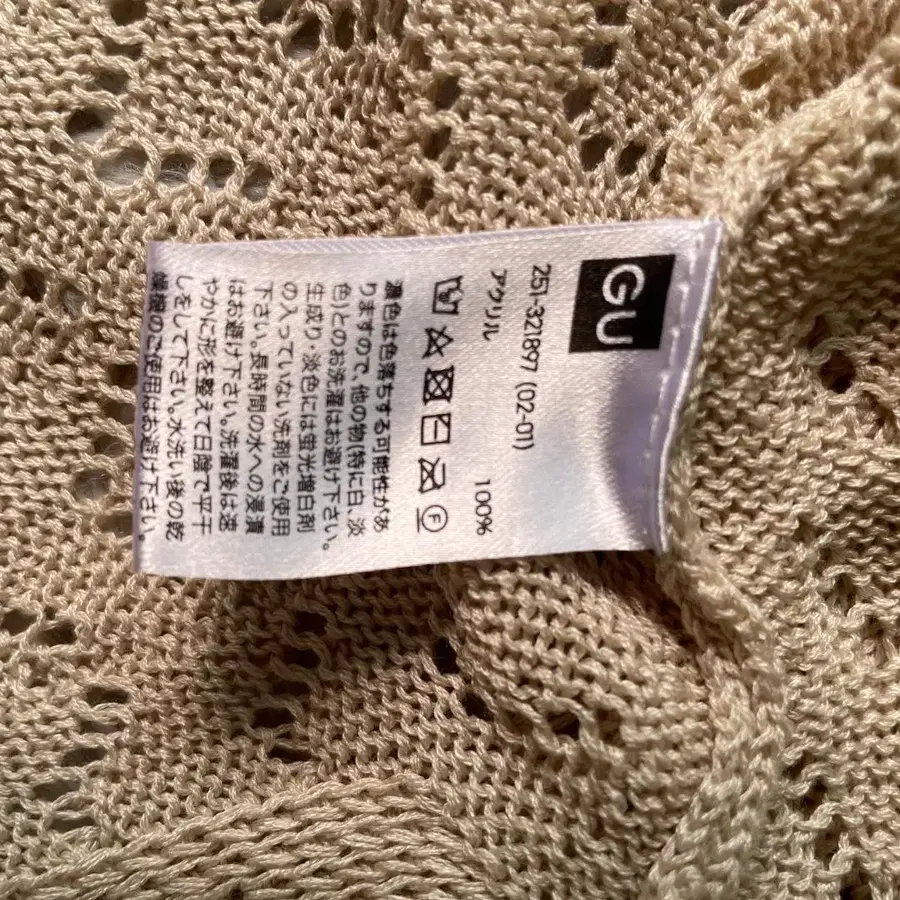 GU
251-321897 (02-01)
アクリル 100%
濃色は色落ちする可能性があ
りますので、他の物(特に白、淡
色)とのお洗濯はお避け下さい。
生成り、淡色には蛍光増白剤
の入っていない洗剤をご使用
下さい。長時間の水への浸漬
はお避け下さい。洗濯後は速
やかに形を整えて日陰で平干
しをして下さい。水洗い後の乾
燥機のご使用はお避け下さい。